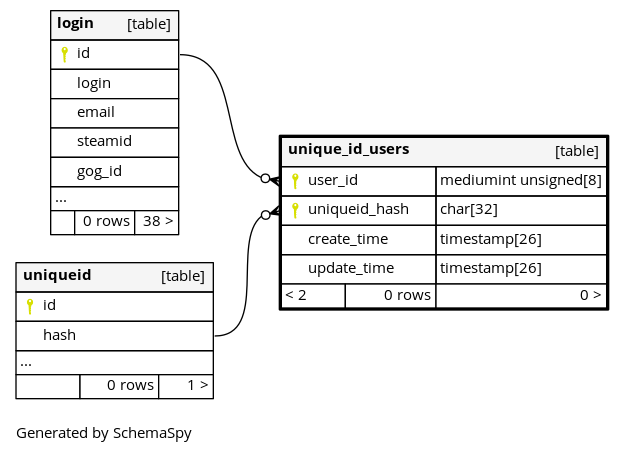 login [table]
id
login
email
steamid
gog_id
...
0 rows 38 >
unique_id_users [table]
user_id mediumint unsigned[8]
uniqueid_hash char[32]
create_time timestamp[26]
update_time timestamp[26]
< 2 0 rows 0 >
uniqueid [table]
id
hash
...
0 rows 1 >
Generated by SchemaSpy